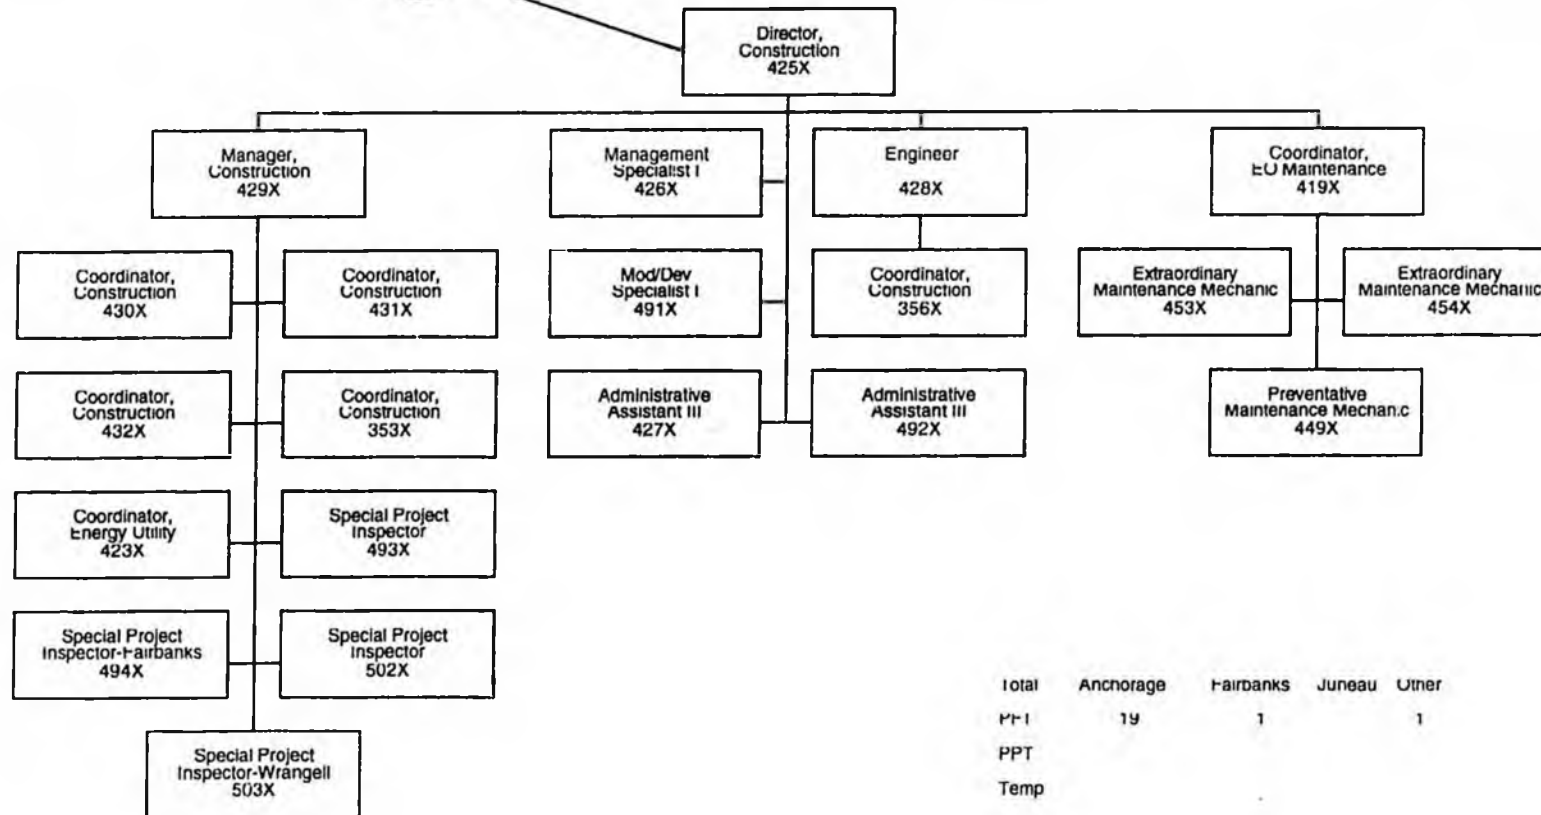 Director,
Construction
425X
Manager,
Construction
429X
Management
Specialist I
426X
Engineer
428X
Coordinator,
EU Maintenance
419X
Coordinator,
Construction
430X
Coordinator,
Construction
431X
Mod/Dev
Specialist I
491X
Coordinator,
Construction
356X
Extraordinary
Maintenance Mechanic
453X
Extraordinary
Maintenance Mechanic
454X
Coordinator,
Construction
432X
Coordinator,
Construction
353X
Administrative
Assistant III
427X
Administrative
Assistant III
492X
Preventative
Maintenance Mechanic
449X
Coordinator,
Energy Utility
423X
Special Project
Inspector
493X
Special Project
Inspector-Fairbanks
494X
Special Project
Inspector
502X
Special Project
Inspector-Wrangell
503X
Total Anchorage Fairbanks Juneau Other
PFT 19 1 1
PPT
Temp